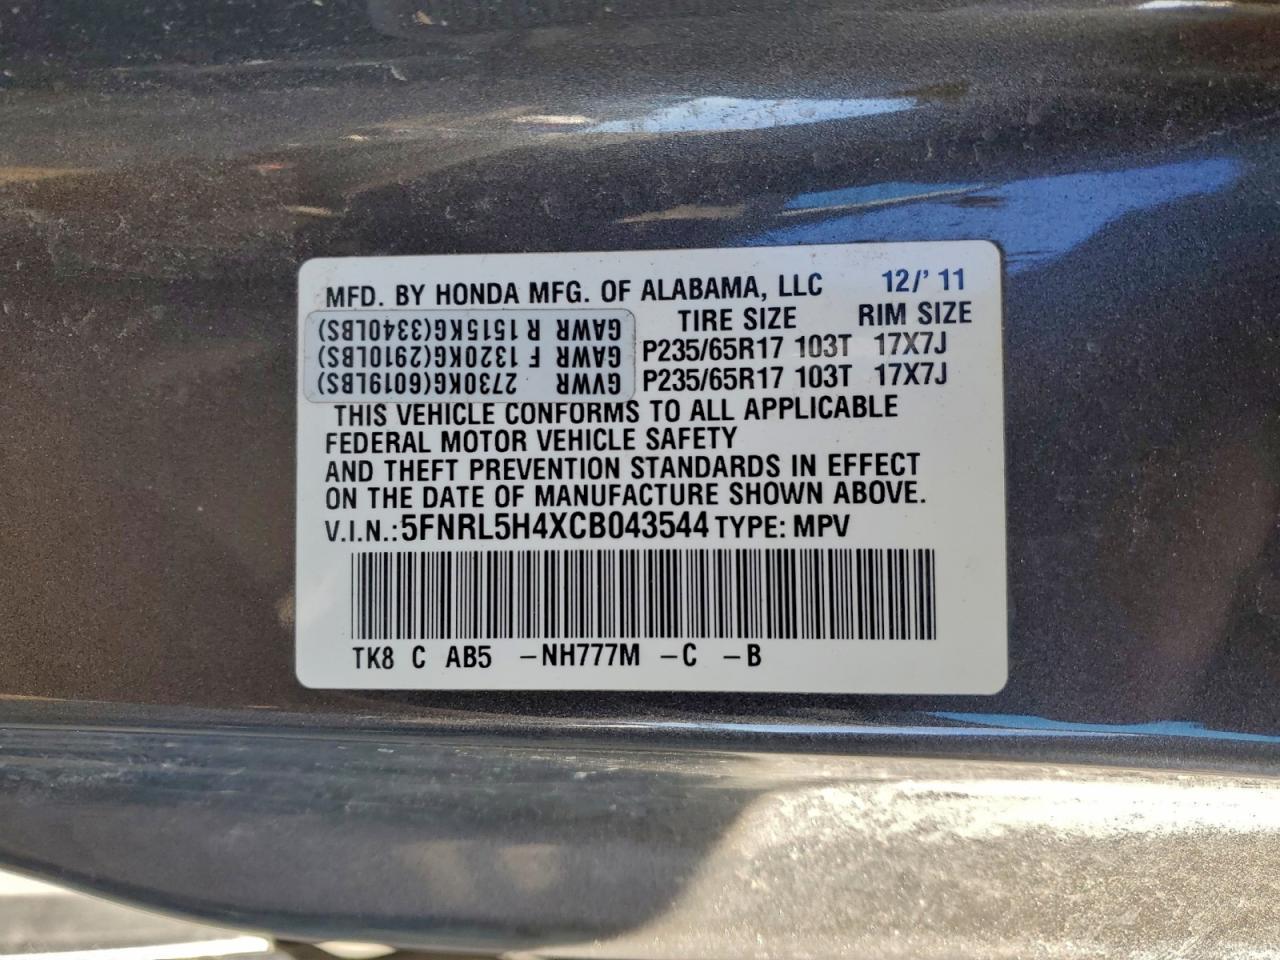 MFD. BY HONDA MFG. OF ALABAMA, LLC 12/'11
TIRE SIZE RIM SIZE
P235/65R17 103T 17X7J
P235/65R17 103T 17X7J
GVWR 2730KG(6019LBS)
GAWR F 1320KG(2910LBS)
GAWR R 1515KG(3340LBS)
THIS VEHICLE CONFORMS TO ALL APPLICABLE
FEDERAL MOTOR VEHICLE SAFETY
AND THEFT PREVENTION STANDARDS IN EFFECT
ON THE DATE OF MANUFACTURE SHOWN ABOVE.
V.I.N.:5FNRL5H4XCB043544 TYPE: MPV
TK8 C AB5 -NH777M -C -B